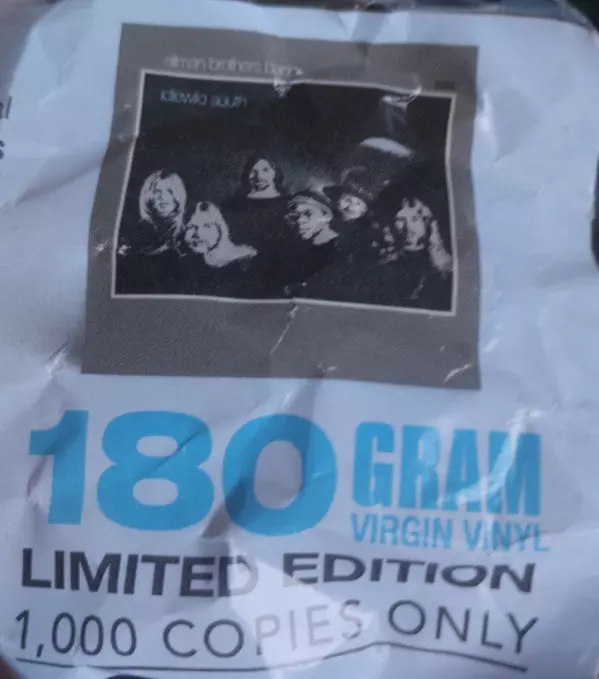 allman brothers band
idlewild south
180 GRAM
VIRGIN VINYL
LIMITED EDITION
1,000 COPIES ONLY